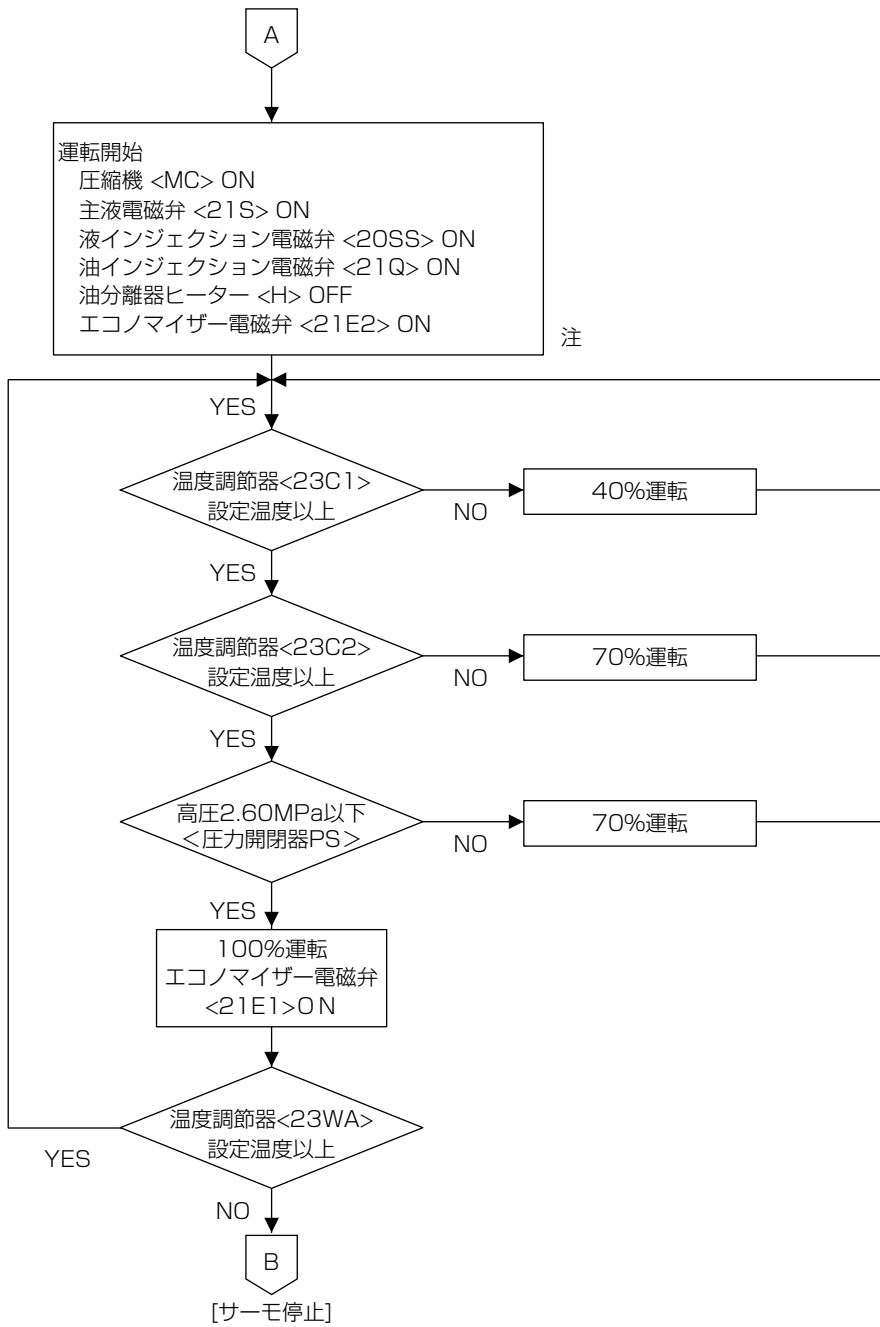 A
運転開始
圧縮機 <MC> ON
主液電磁弁 <21S> ON
液インジェクション電磁弁 <20SS> ON
油インジェクション電磁弁 <21Q> ON
油分離器ヒーター <H> OFF
エコノマイザー電磁弁 <21E2> ON
注
YES
温度調節器<23C1>
設定温度以上
NO
40%運転
YES
温度調節器<23C2>
設定温度以上
NO
70%運転
YES
高圧2.60MPa以下
＜圧力開閉器PS＞
NO
70%運転
YES
100%運転
エコノマイザー電磁弁
<21E1>ON
温度調節器<23WA>
設定温度以上
YES
NO
B
[サーモ停止]